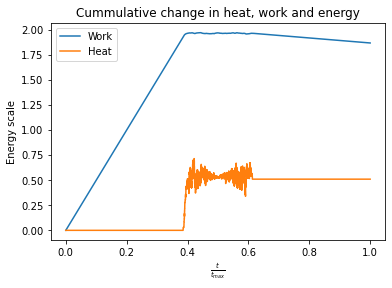 Cummulative change in heat, work and energy
Work
Heat
Energy scale
2.00
1.75
1.50
1.25
1.00
0.75
0.50
0.25
0.00
0.0 0.2 0.4 0.6 0.8 1.0
t
t_max